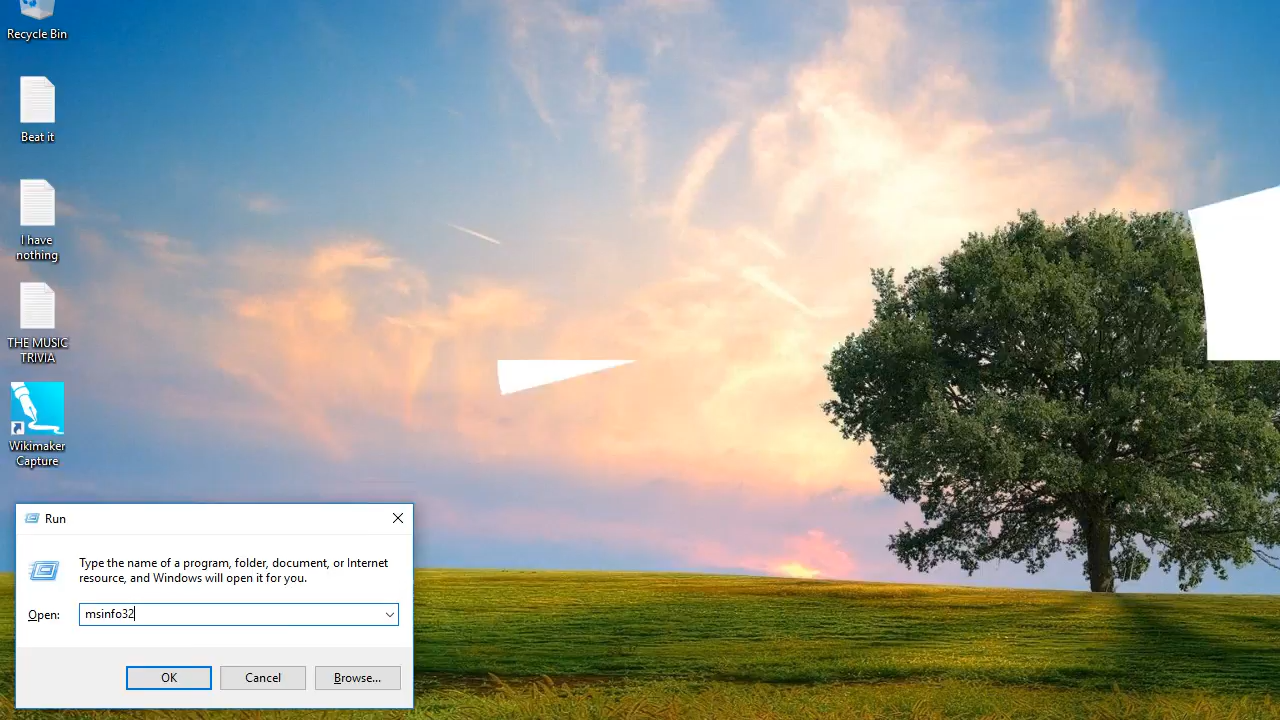 Recycle Bin
Beat it
I have
nothing
THE MUSIC
TRIVIA
Wikimaker
Capture
Run
Type the name of a program, folder, document, or Internet
resource, and Windows will open it for you.
Open: msinfo32
OK Cancel Browse...